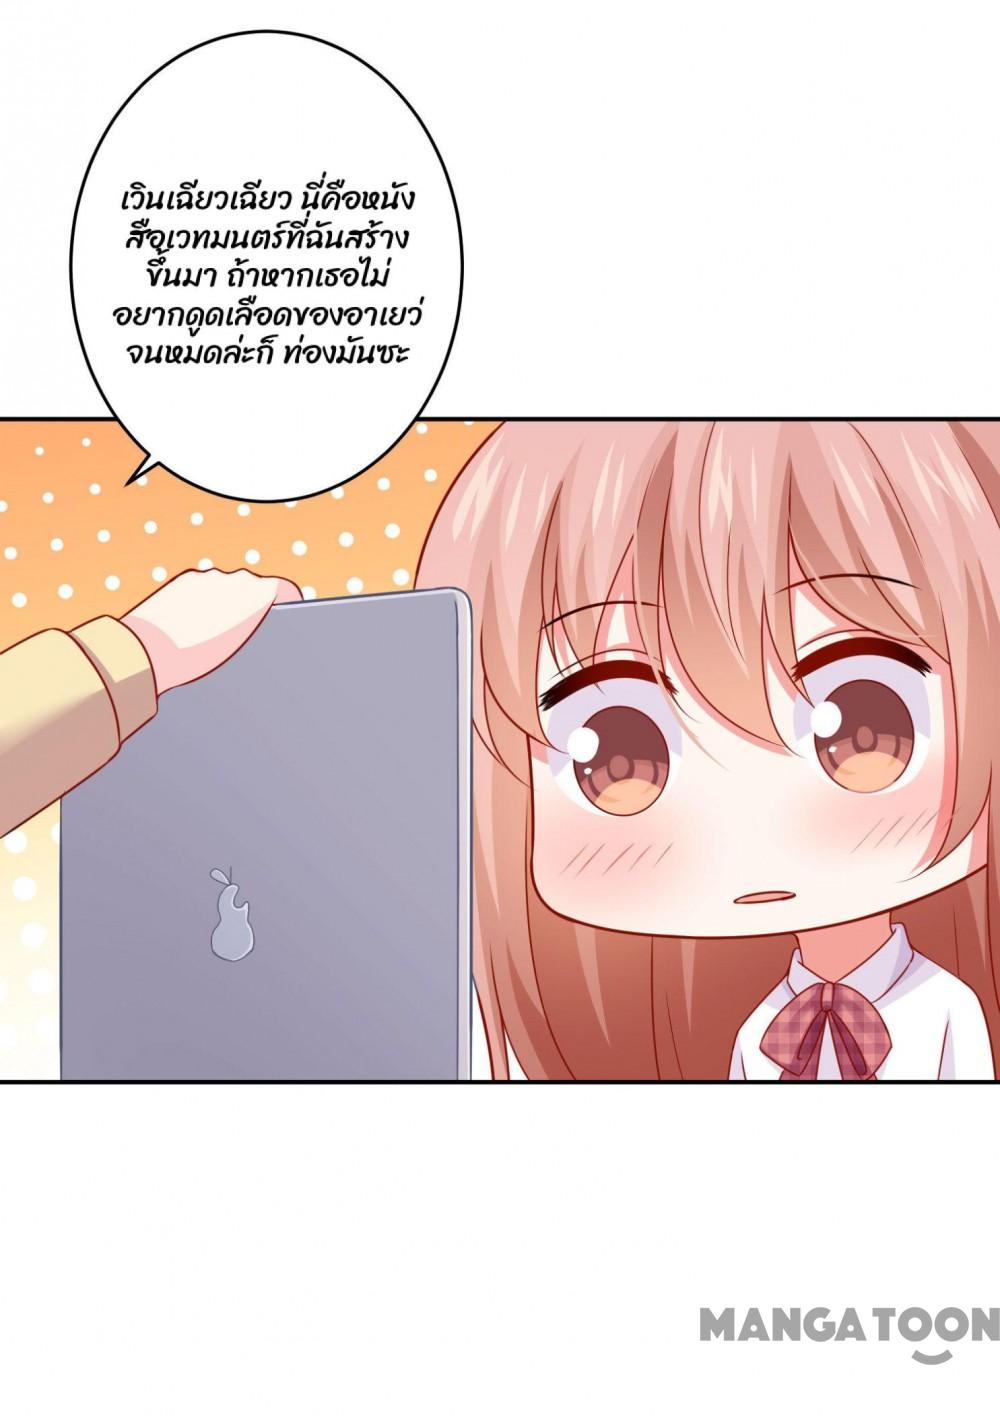 เวินเฉียวเฉียว นี่คือหนัง
สือเวทมนตร์ที่ฉันสร้าง
ขึ้นมา ถ้าหากเธอไม่
อยากดูดเลือดของอาเยว่
จนหมดล่ะก็ ท่องมันซะ
MANGATOON